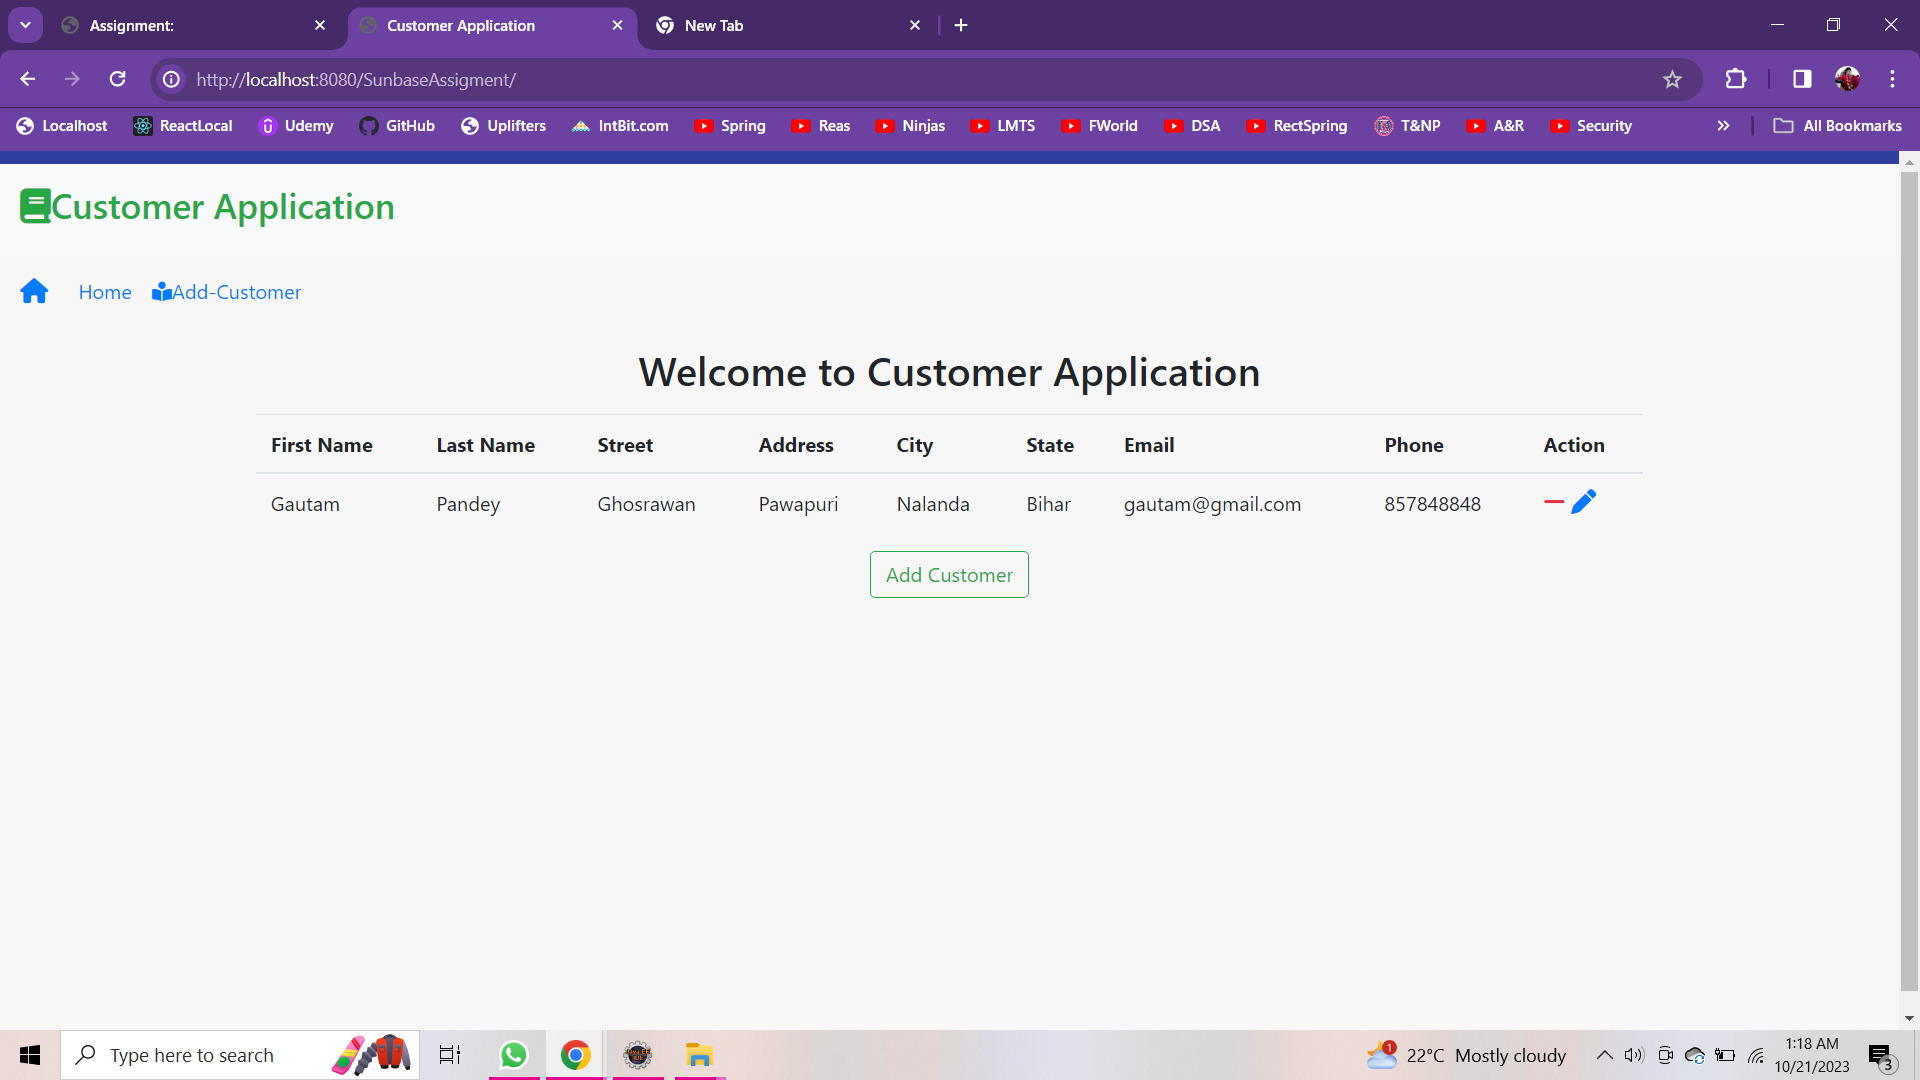 Assignment:
Customer Application
New Tab
http://localhost:8080/SunbaseAssigment/
Localhost ReactLocal Udemy GitHub Uplifters IntBit.com Spring Reas Ninjas LMTS FWorld DSA RectSpring T&NP A&R Security » All Bookmarks
Customer Application
Home Add-Customer
Welcome to Customer Application
First Name Last Name Street Address City State Email Phone Action
Gautam Pandey Ghosrawan Pawapuri Nalanda Bihar gautam@gmail.com 857848848
Add Customer
Type here to search
1
22°C Mostly cloudy
1:18 AM
10/21/2023
3